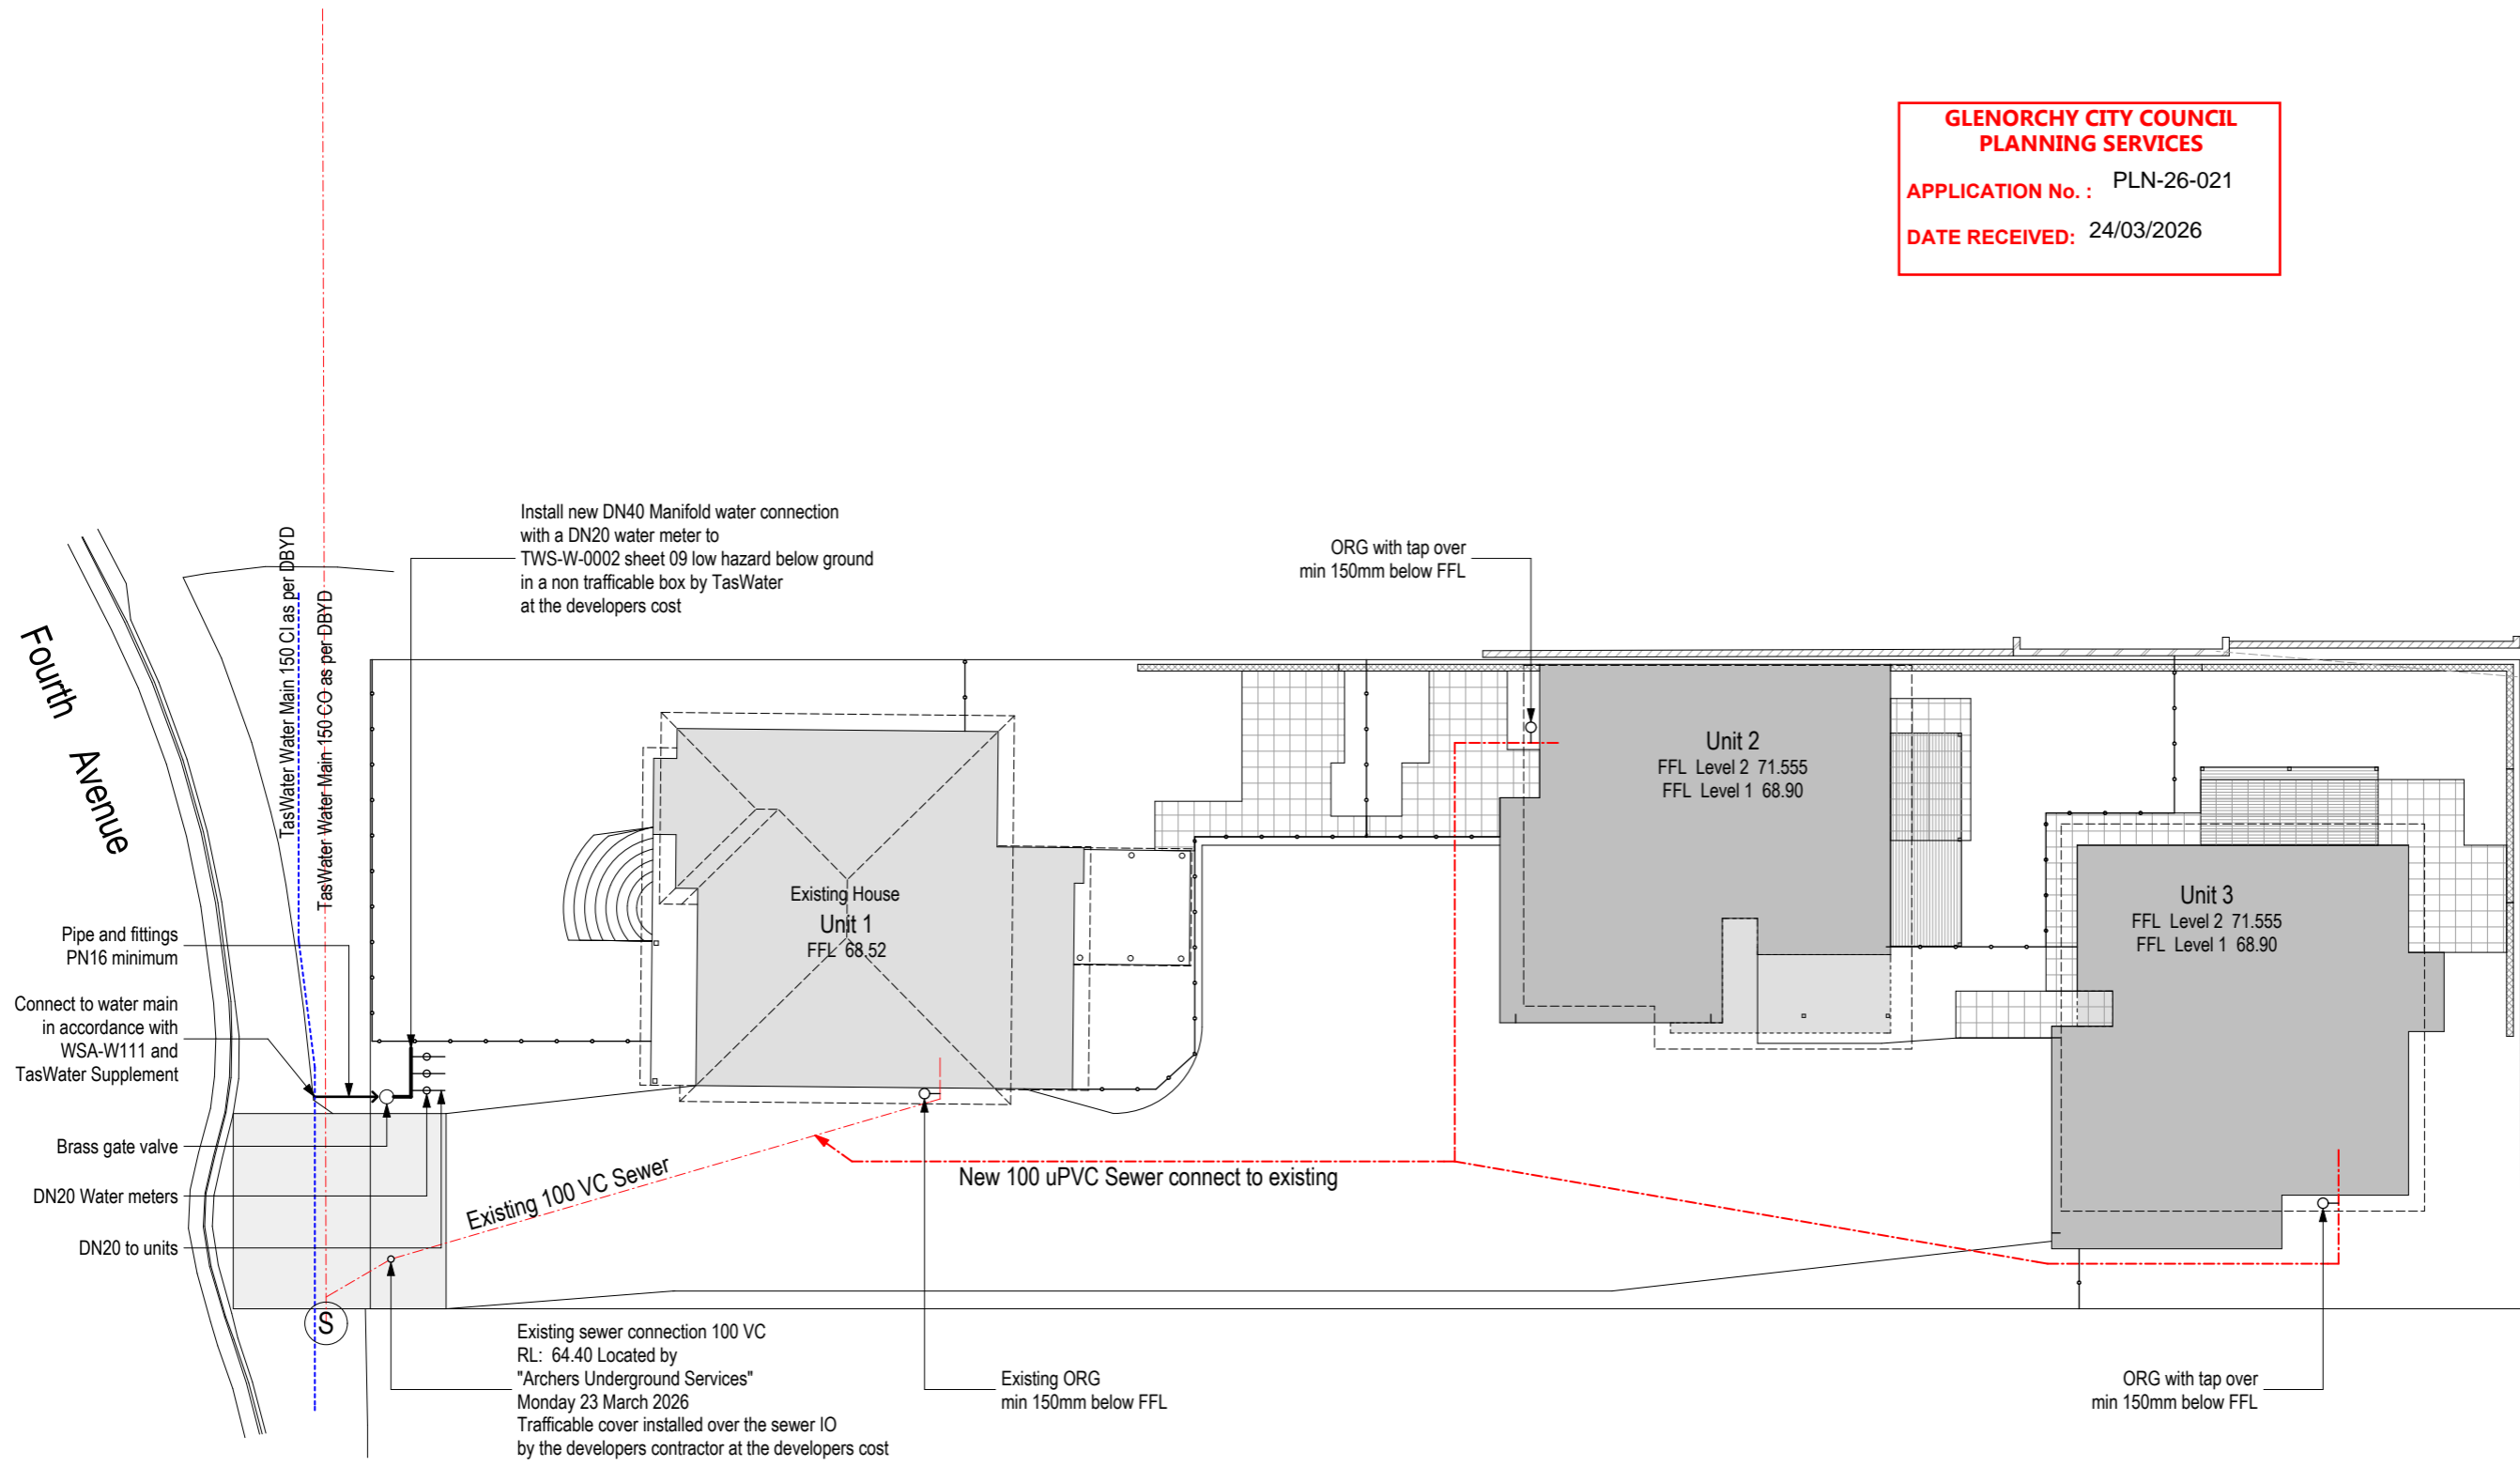 GLENORCHY CITY COUNCIL
PLANNING SERVICES
APPLICATION No. : PLN-26-021
DATE RECEIVED: 24/03/2026
Install new DN40 Manifold water connection
with a DN20 water meter to
TWS-W-0002 sheet 09 low hazard below ground
in a non trafficable box by TasWater
at the developers cost
ORG with tap over
min 150mm below FFL
TasWater Water Main 150 CI as per DBYD
TasWater Water Main 150 CO as per DBYD
Fourth Avenue
Unit 2
FFL Level 2 71.555
FFL Level 1 68.90
Existing House
Unit 1
FFL 68.52
Unit 3
FFL Level 2 71.555
FFL Level 1 68.90
Pipe and fittings
PN16 minimum
Connect to water main
in accordance with
WSA-W111 and
TasWater Supplement
Brass gate valve
DN20 Water meters
DN20 to units
Existing 100 VC Sewer
New 100 uPVC Sewer connect to existing
S
Existing sewer connection 100 VC
RL: 64.40 Located by
"Archers Underground Services"
Monday 23 March 2026
Trafficable cover installed over the sewer IO
by the developers contractor at the developers cost
Existing ORG
min 150mm below FFL
ORG with tap over
min 150mm below FFL